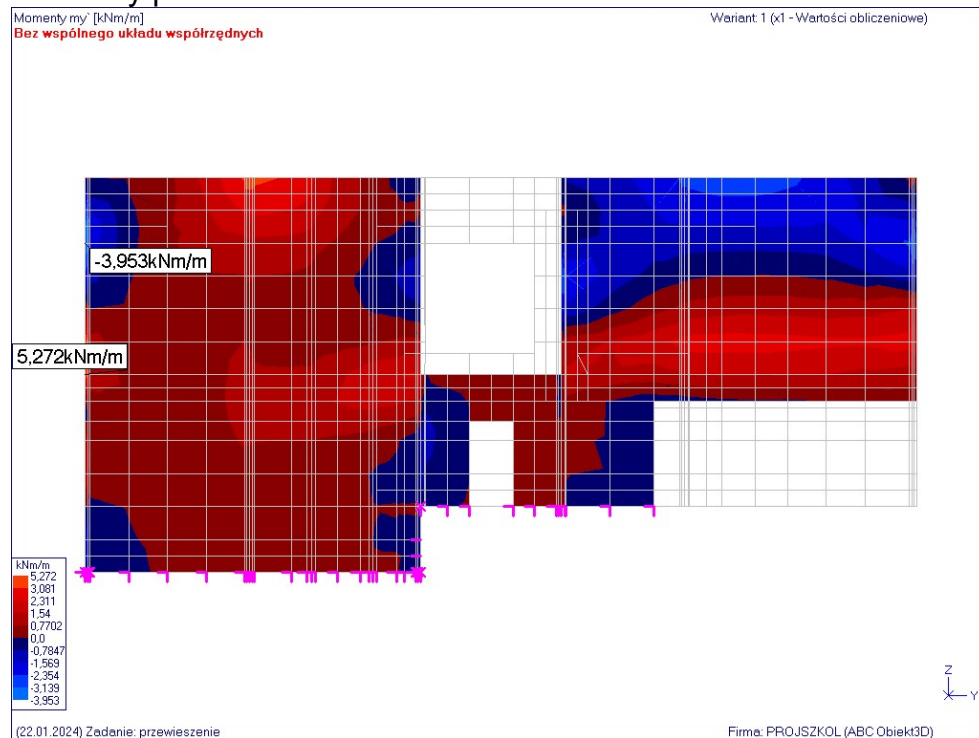 Momenty my` [kNm/m]
Wariant: 1 (x1 - Wartości obliczeniowe)
Bez wspólnego układu współrzędnych
-3,953kNm/m
5,272kNm/m
kNm/m
5,272
3,081
2,311
1,54
0,7702
0,0
-0,7847
-1,569
-2,354
-3,139
-3,953
Z
Y
(22.01.2024) Zadanie: przewieszenie
Firma: PROJSZKOL (ABC Obiekt3D)